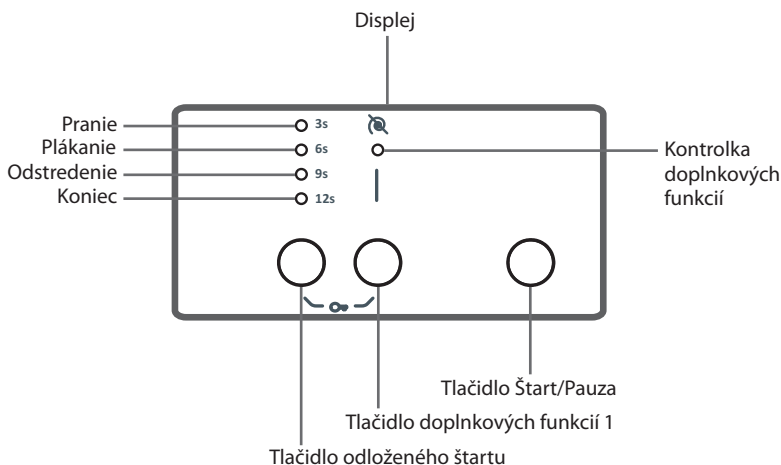 Displej
Pranie
3s
Plákanie
6s
Odstredenie
9s
Koniec
12s
Kontrolka
doplnkových
funkcií
Tlačidlo Štart/Pauza
Tlačidlo doplnkových funkcií 1
Tlačidlo odloženého štartu